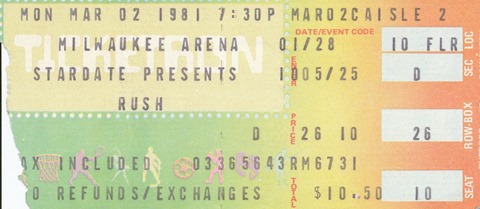 MON MAR 02 1981 7:30P MAR02CAISLE 2
DATE/EVENT CODE
MILWAUKEE ARENA 01/28 10 FLR
LOC
STARDATE PRESENTS 1005/25 D
SEC
RUSH
PRICE
D 26 10 26
ROW-BOX
AX INCLUDED 03365643RM6731
O REFUNDS/EXCHANGES $10.50 10
TOTAL
SEAT